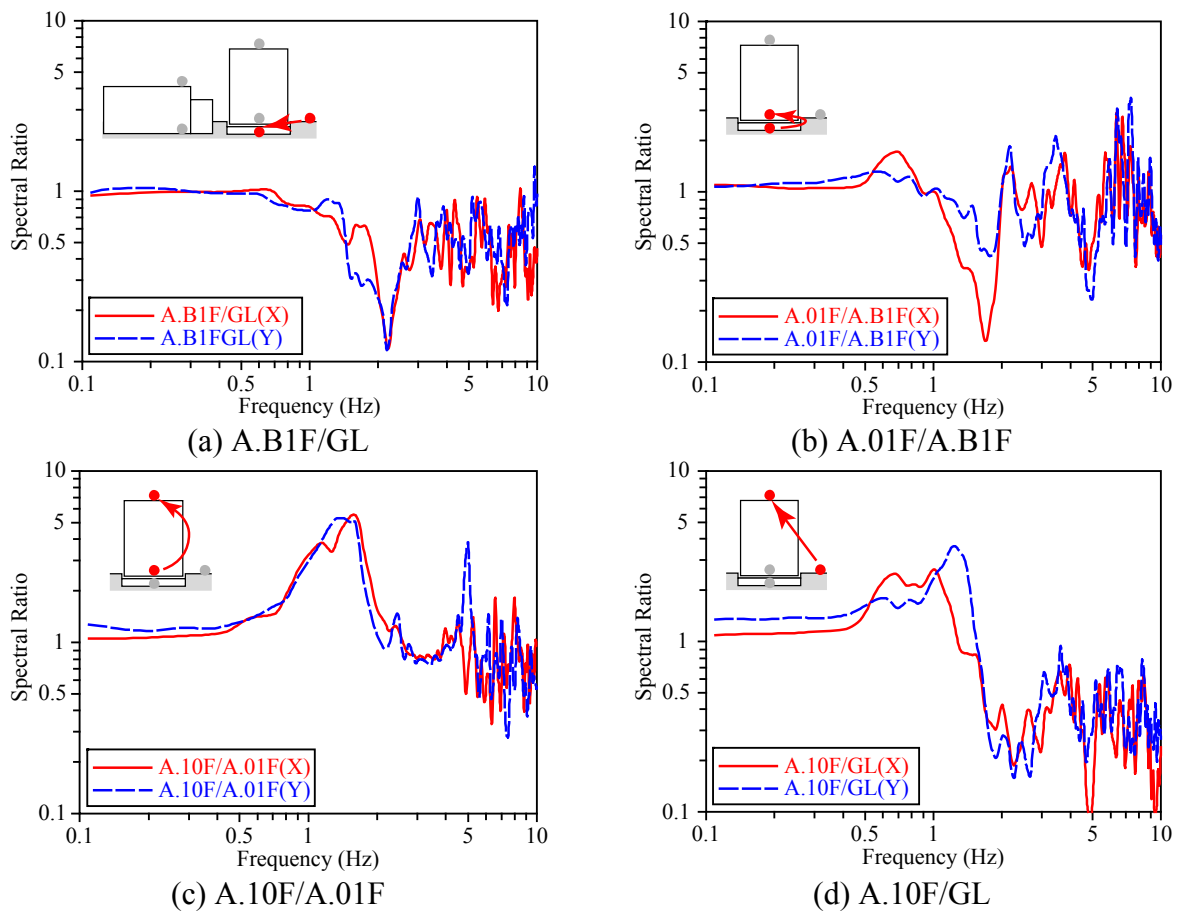 10
5
1
0.5
0.1
Spectral Ratio
A.B1F/GL(X)
A.B1FGL(Y)
0.1
0.5
1
5
10
Frequency (Hz)
(a) A.B1F/GL
10
5
1
0.5
0.1
Spectral Ratio
A.01F/A.B1F(X)
A.01F/A.B1F(Y)
0.1
0.5
1
5
10
Frequency (Hz)
(b) A.01F/A.B1F
10
5
1
0.5
0.1
Spectral Ratio
A.10F/A.01F(X)
A.10F/A.01F(Y)
0.1
0.5
1
5
10
Frequency (Hz)
(c) A.10F/A.01F
10
5
1
0.5
0.1
Spectral Ratio
A.10F/GL(X)
A.10F/GL(Y)
0.1
0.5
1
5
10
Frequency (Hz)
(d) A.10F/GL